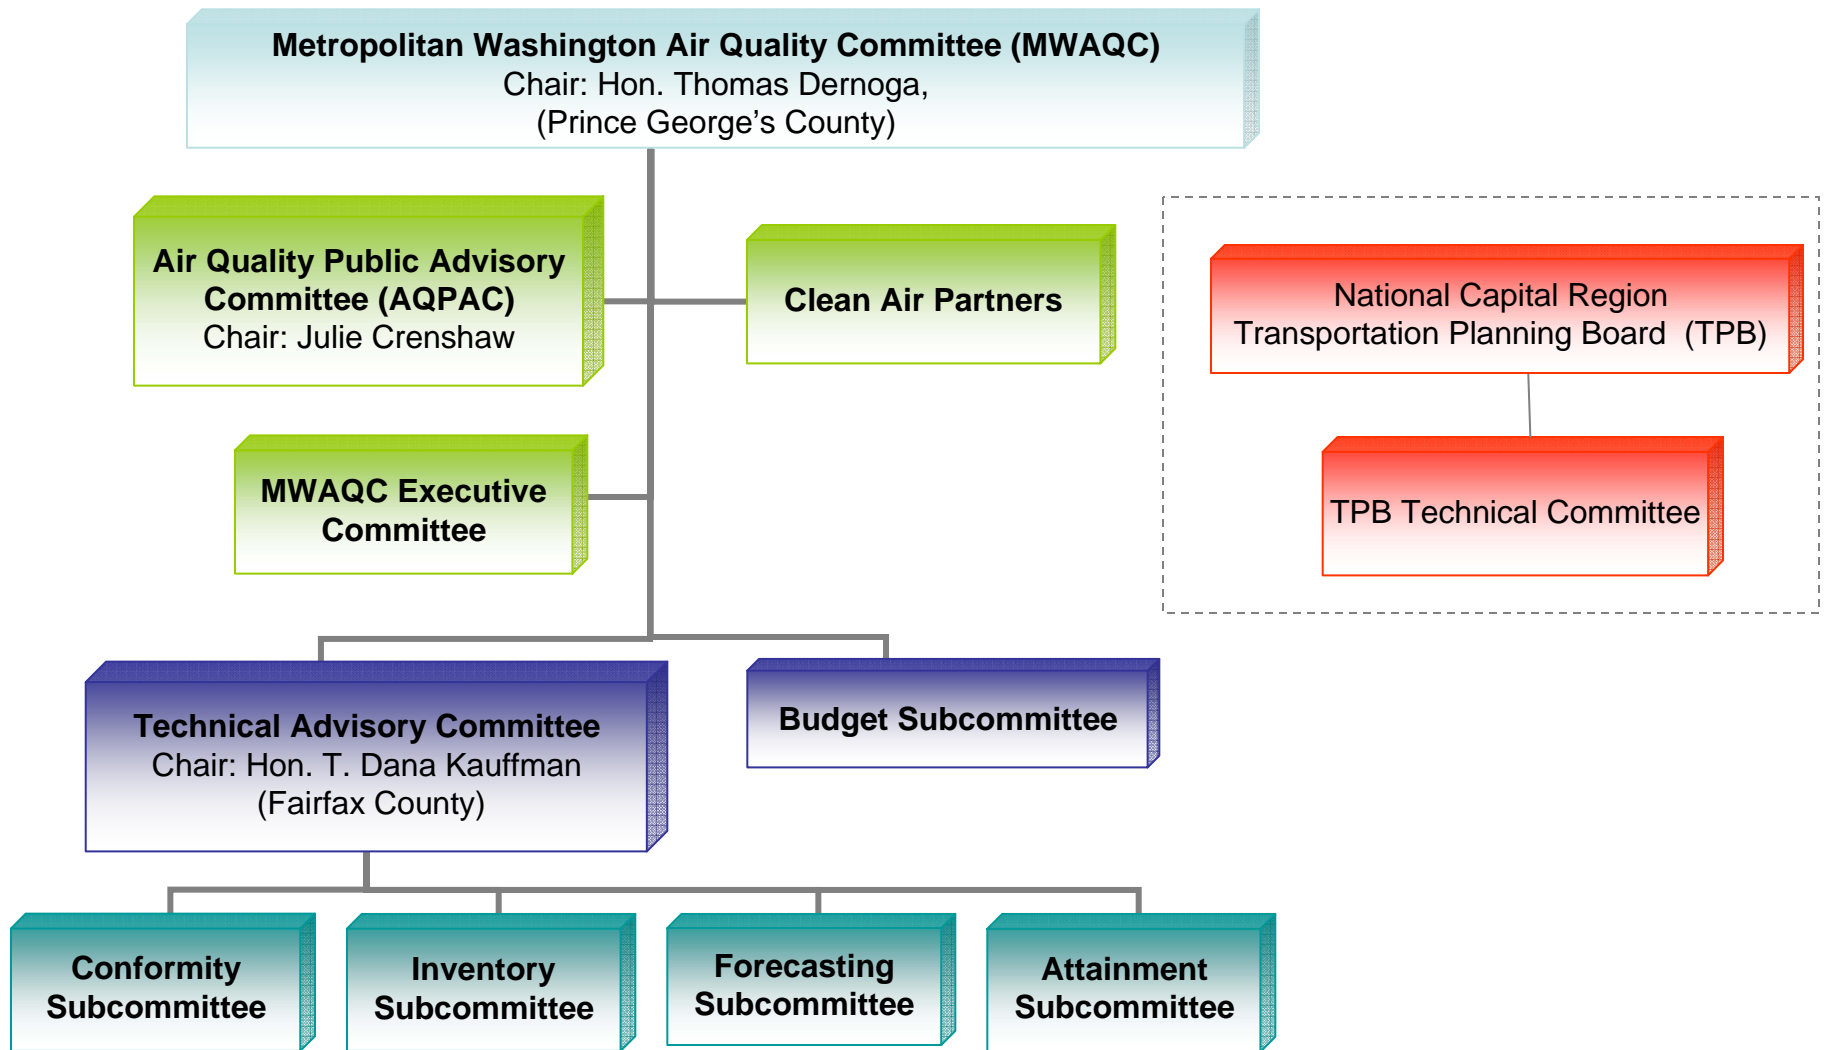 Metropolitan Washington Air Quality Committee (MWAQC)
Chair: Hon. Thomas Dernoga,
(Prince George's County)
Air Quality Public Advisory
Committee (AQPAC)
Chair: Julie Crenshaw
Clean Air Partners
National Capital Region
Transportation Planning Board (TPB)
MWAQC Executive
Committee
TPB Technical Committee
Technical Advisory Committee
Chair: Hon. T. Dana Kauffman
(Fairfax County)
Budget Subcommittee
Conformity
Subcommittee
Inventory
Subcommittee
Forecasting
Subcommittee
Attainment
Subcommittee